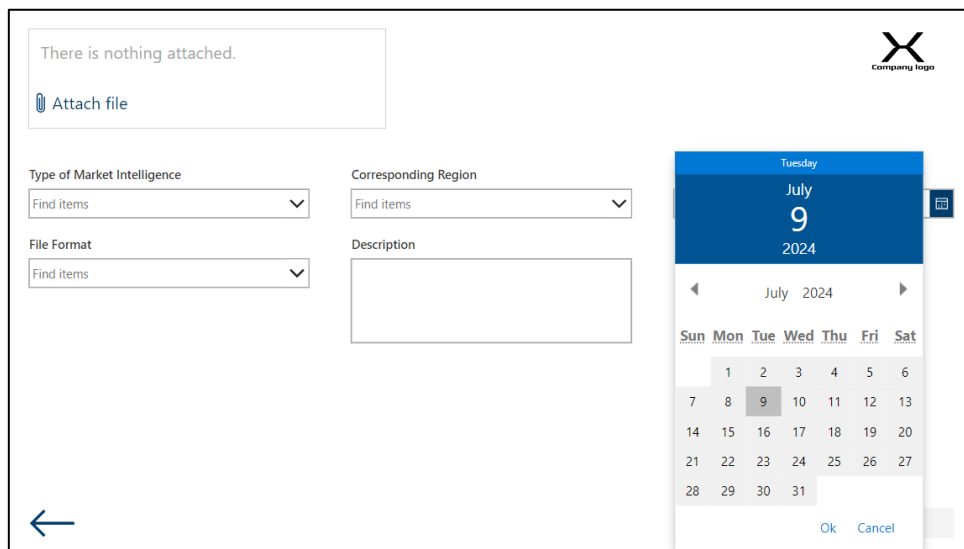 There is nothing attached.
Attach file
Company logo
Type of Market Intelligence
Find items
Corresponding Region
Find items
File Format
Find items
Description
Tuesday
July
9
2024
July 2024
Sun Mon Tue Wed Thu Fri Sat
1 2 3 4 5 6
7 8 9 10 11 12 13
14 15 16 17 18 19 20
21 22 23 24 25 26 27
28 29 30 31
Ok Cancel